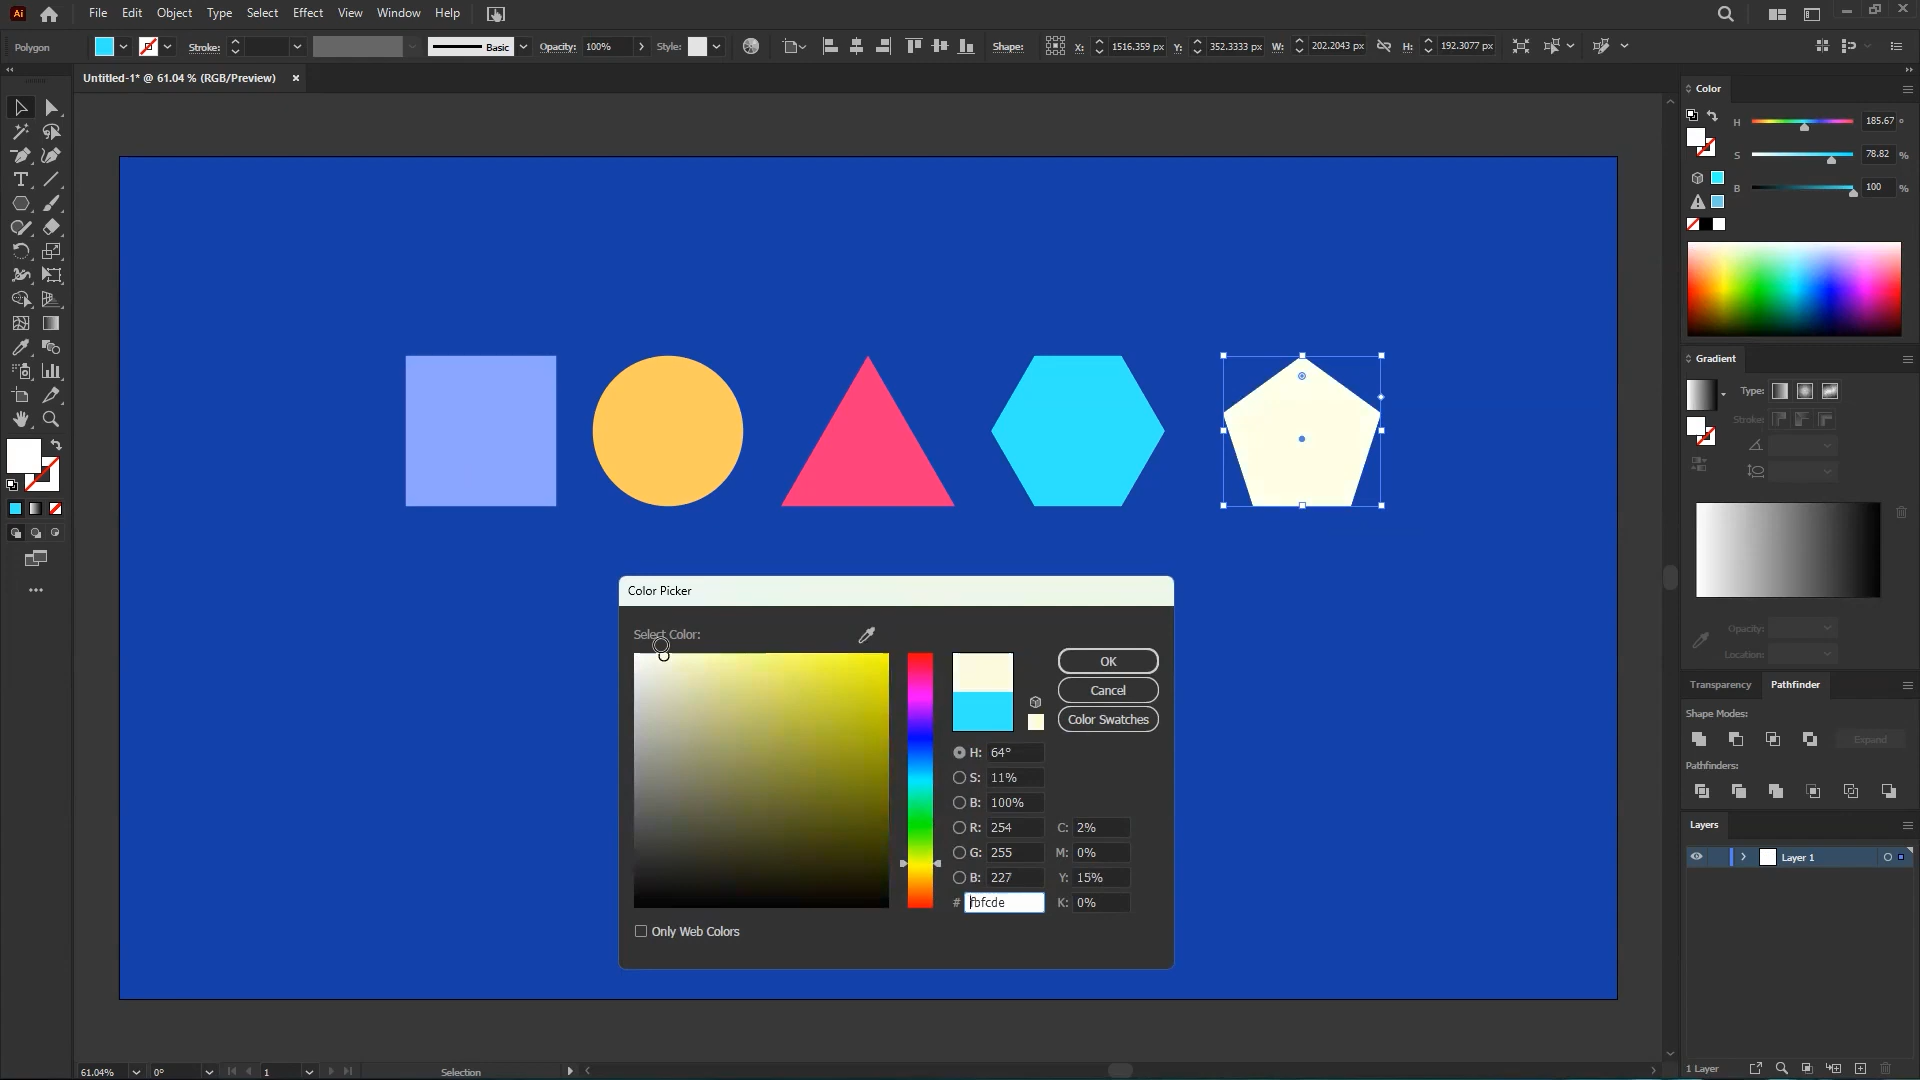 Ai File Edit Object Type Select Effect View Window Help
Polygon Stroke: Basic Opacity: 100% Style: Shape: X: 1516.359 px Y: 352.3333 px W: 202.2043 px H: 192.3077 px
Untitled-1* @ 61.04 % (RGB/Preview) ×
Color
H 185.67 °
S 78.82 %
B 100 %
Gradient
Type:
Stroke:
Opacity:
Location:
Transparency Pathfinder
Shape Modes:
Expand
Pathfinders:
Layers
Layer 1
1 Layer
Color Picker
Select Color:
OK
Cancel
Color Swatches
H: 64°
S: 11%
B: 100%
R: 254 C: 2%
G: 255 M: 0%
B: 227 Y: 15%
# fbfcde K: 0%
Only Web Colors
61.04% 0° 1 Selection